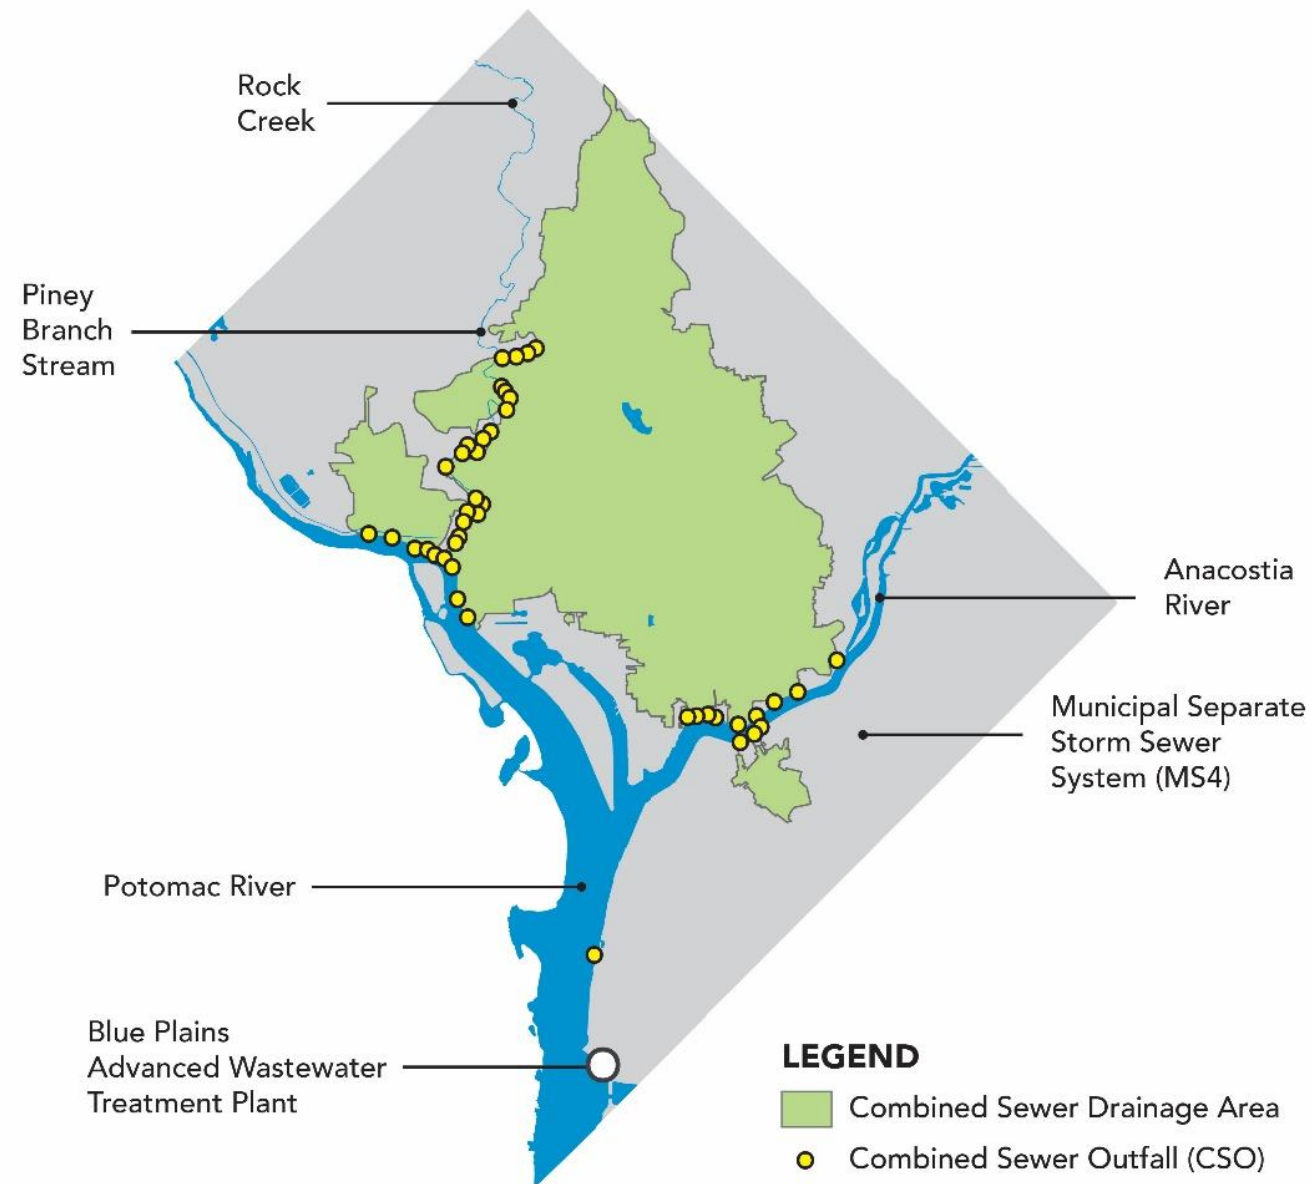 Rock
Creek
Piney
Branch
Stream
Anacostia
River
Municipal Separate
Storm Sewer
System (MS4)
Potomac River
Blue Plains
Advanced Wastewater
Treatment Plant
LEGEND
Combined Sewer Drainage Area
Combined Sewer Outfall (CSO)